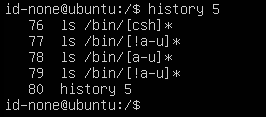 id-none@ubuntu:/$ history 5
76 ls /bin/[csh]*
77 ls /bin/[!a-u]*
78 ls /bin/[a-u]*
79 ls /bin/[!a-u]*
80 history 5
id-none@ubuntu:/$